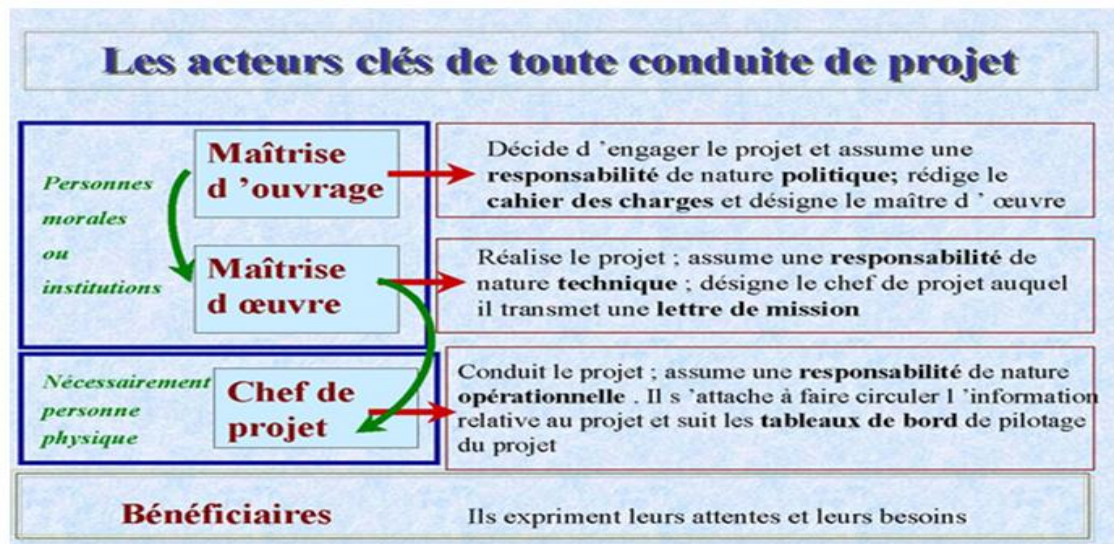 Les acteurs clés de toute conduite de projet
Personnes
morales
ou
institutions
Maîtrise
d ’ouvrage
Décide d ’engager le projet et assume une
responsabilité de nature politique; rédige le
cahier des charges et désigne le maître d ’ œuvre
Maîtrise
d œuvre
Réalise le projet ; assume une responsabilité de
nature technique ; désigne le chef de projet auquel
il transmet une lettre de mission
Nécessairement
personne
physique
Chef de
projet
Conduit le projet ; assume une responsabilité de nature
opérationnelle . Il s ’attache à faire circuler l ’information
relative au projet et suit les tableaux de bord de pilotage
du projet
Bénéficiaires
Ils expriment leurs attentes et leurs besoins